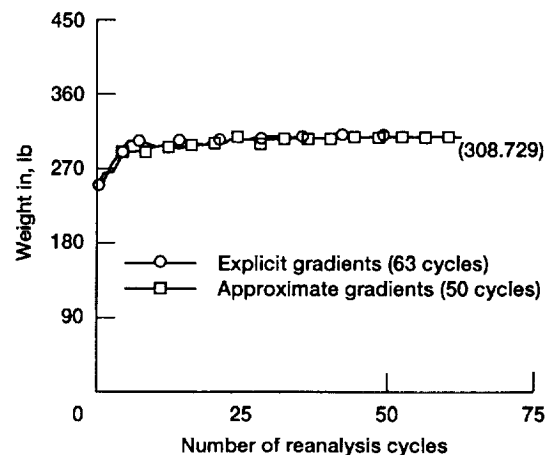 450
360
270
180
90
0
25
50
75
Weight in, lb
(308.729)
Explicit gradients (63 cycles)
Approximate gradients (50 cycles)
Number of reanalysis cycles